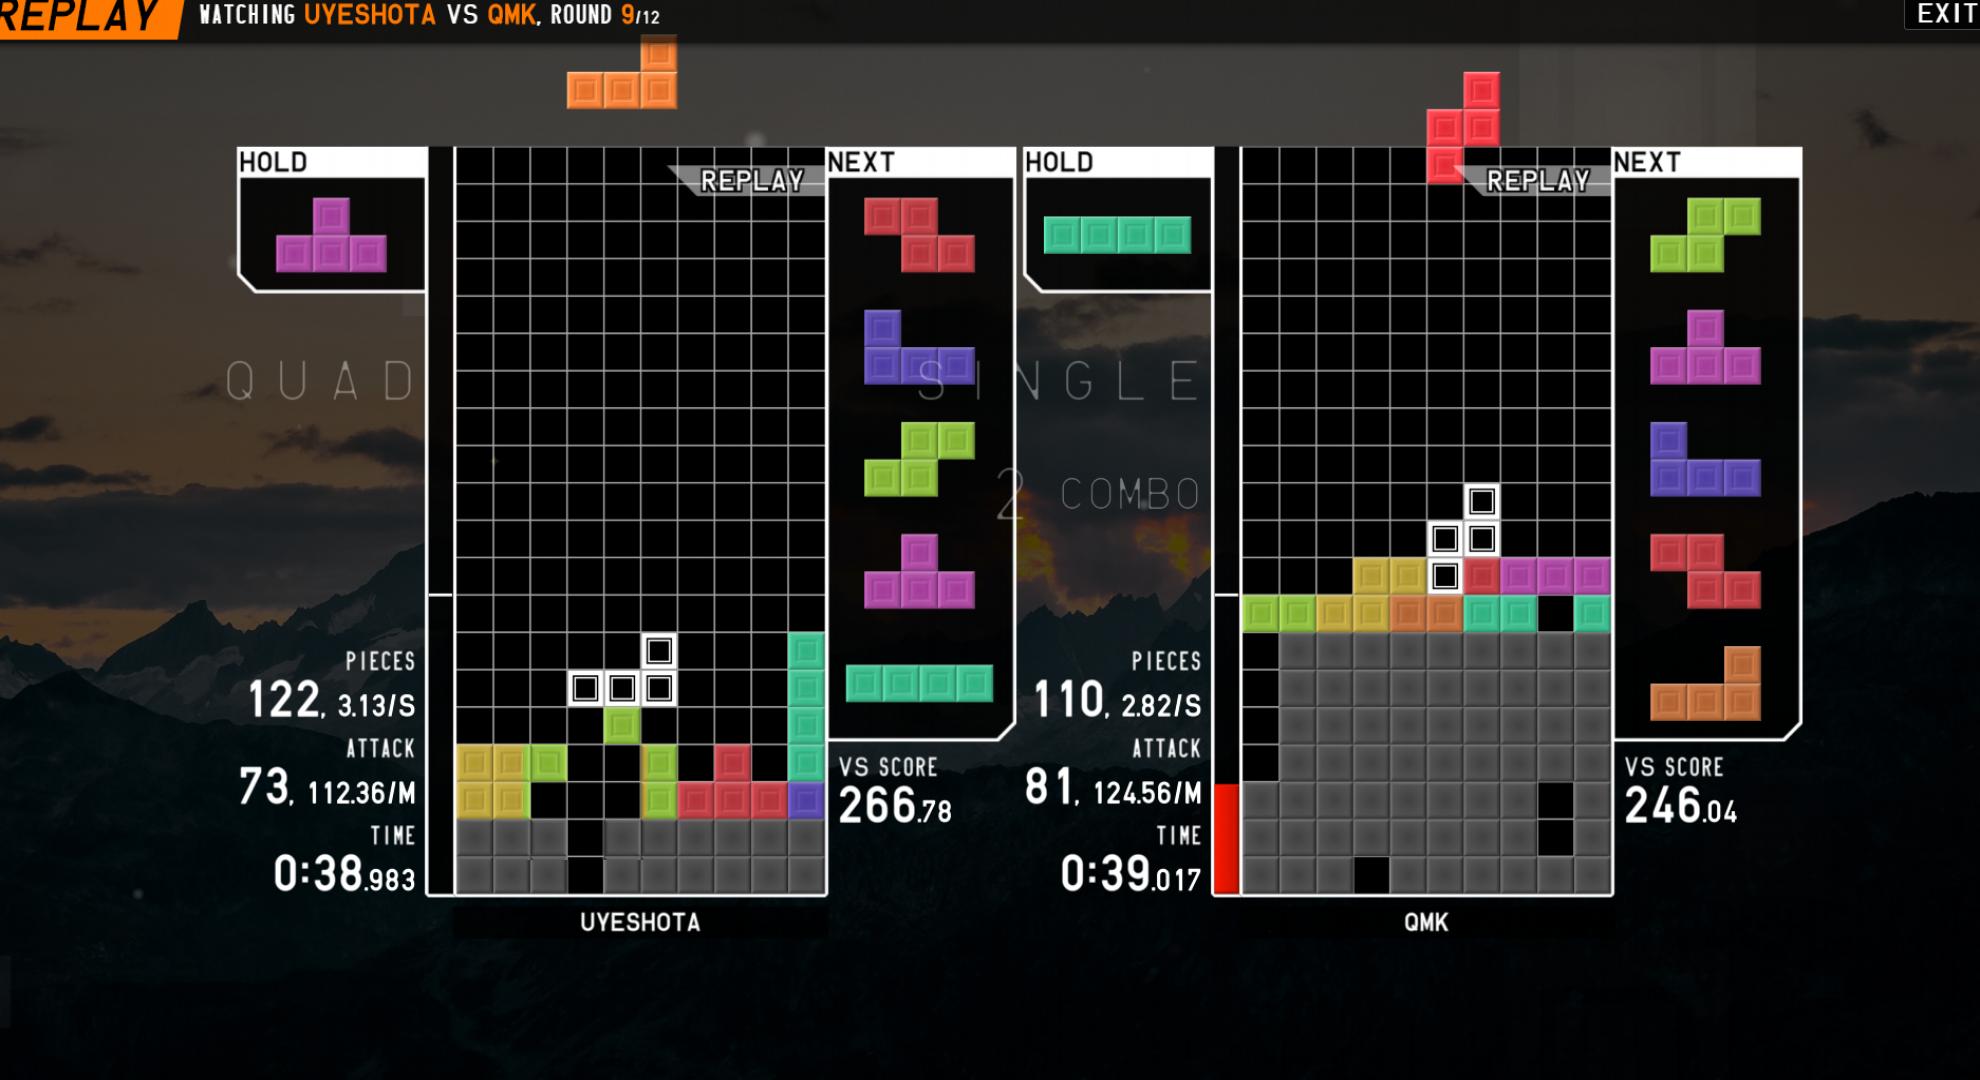 REPLAY
WATCHING UYESHOTA VS QMK, ROUND 9/12
EXIT
HOLD
REPLAY
NEXT
QUAD
PIECES
122, 3.13/S
ATTACK
73, 112.36/M
TIME
0:38.983
VS SCORE
266.78
UYESHOTA
HOLD
REPLAY
NEXT
SINGLE
2 COMBO
PIECES
110, 2.82/S
ATTACK
81, 124.56/M
TIME
0:39.017
VS SCORE
246.04
QMK